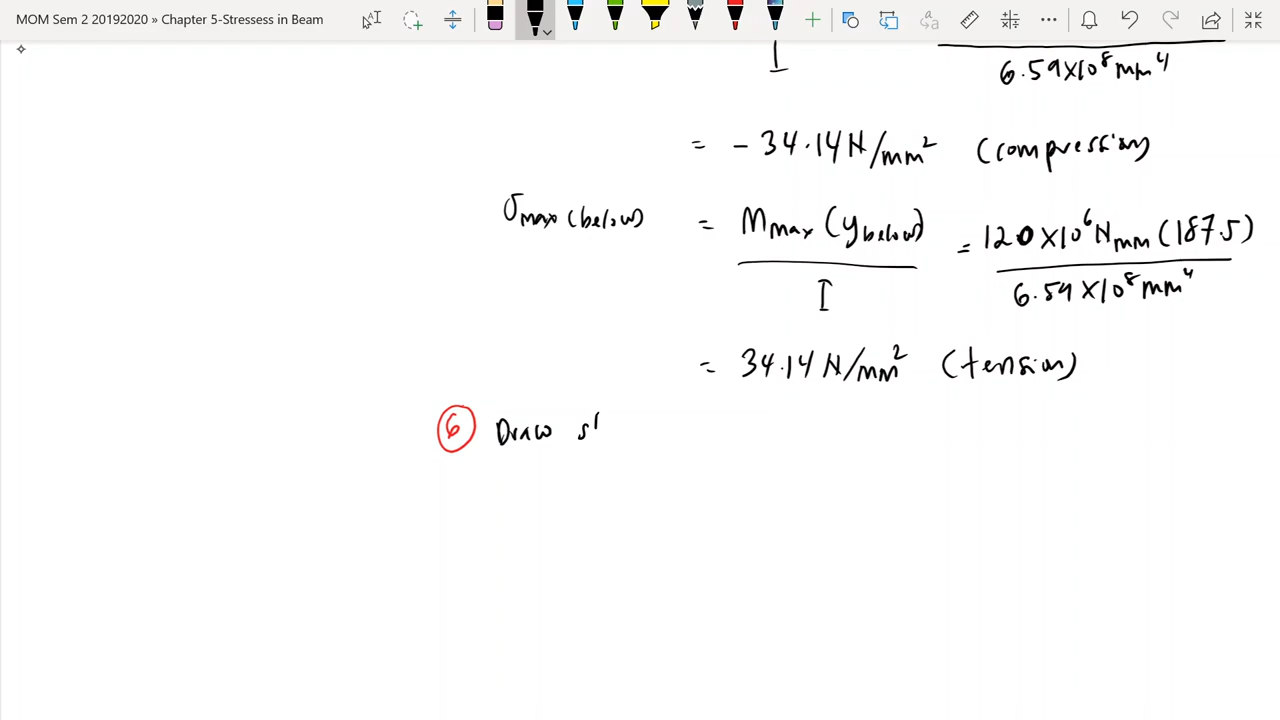 MOM Sem 2 20192020 » Chapter 5-Stressess in Beam
I
6.59x10⁸mm⁴
= - 34.14N/mm² (compression)
σmax (below) = Mmax (ybelow) / I = 120x10⁶Nmm (187.5) / 6.59x10⁸mm⁴
= 34.14 N/mm² (tension)
6 Draw